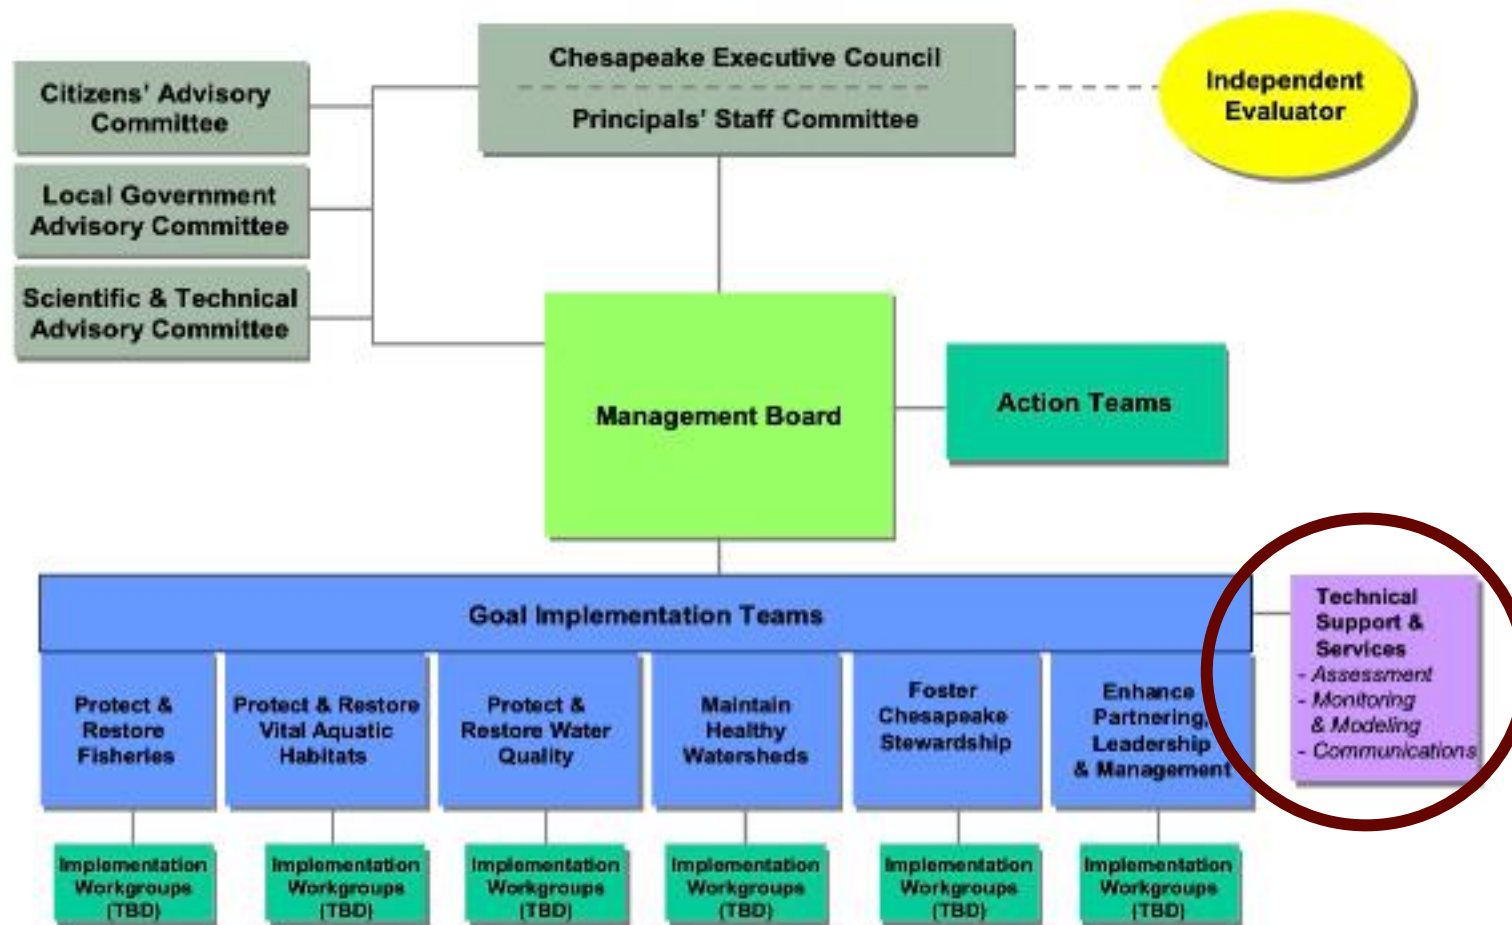 Chesapeake Executive Council
Principals' Staff Committee
Independent
Evaluator
Citizens' Advisory
Committee
Local Government
Advisory Committee
Scientific & Technical
Advisory Committee
Management Board
Action Teams
Goal Implementation Teams
Technical
Support &
Services
- Assessment
- Monitoring
& Modeling
- Communications
Protect &
Restore
Fisheries
Protect & Restore
Vital Aquatic
Habitats
Protect &
Restore Water
Quality
Maintain
Healthy
Watersheds
Foster
Chesapeake
Stewardship
Enhance
Partnering,
Leadership
& Management
Implementation
Workgroups
(TBD)
Implementation
Workgroups
(TBD)
Implementation
Workgroups
(TBD)
Implementation
Workgroups
(TBD)
Implementation
Workgroups
(TBD)
Implementation
Workgroups
(TBD)